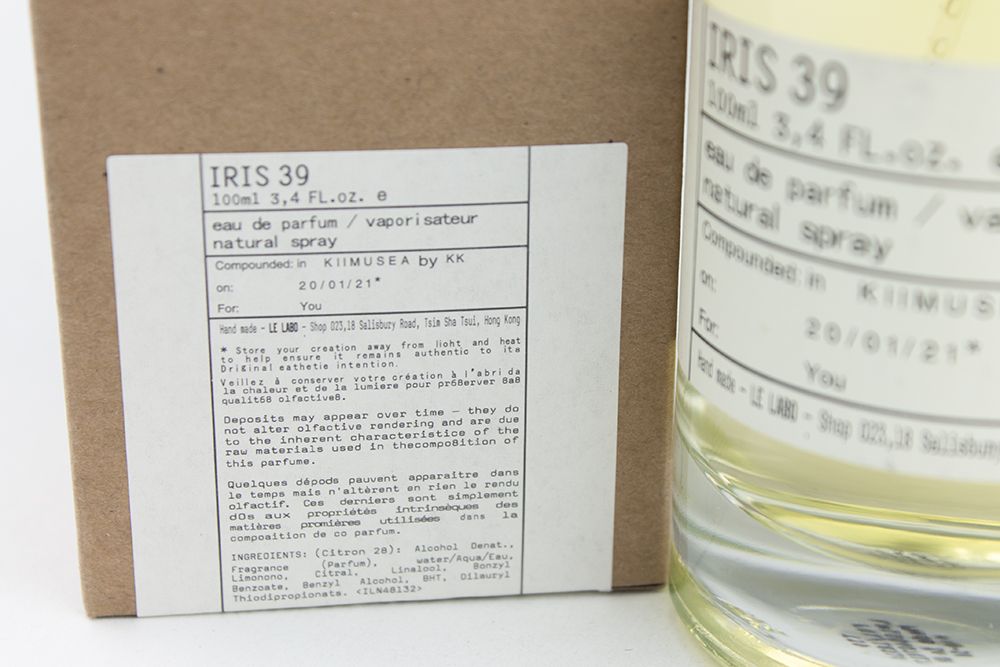 IRIS 39
100ml 3,4 FL.oz. e
eau de parfum / vaporisateur
natural spray
Compounded: in KIIMUSEA by KK
on: 20/01/21*
For: You
Hand made - LE LABO - Shop O23,18 Salisbury Road, Tsim Sha Tsui, Hong Kong
* Store your creation away from lioht and heat
to help ensure it remains authentic to its
OriGinal eathetie intention.
Veillez à conserver votre création à l'abri da
la chaleur et de la lumiere pour pr68erver 8a8
qualit68 olfactive8.
Deposits may appear over time — they do
not alter olfactive rendering and are due
to the inherent characteristice of the
raw materials used in thecompo8ition of
this parfume.
Quelques dépods pauvent apparaitre dans
le temps mais n'altèrent en rien le rendu
olfactif. Ces derniers sont simplement
dOs aux propriétés intrinsèques des
matières promières utilisées dans la
compoaition de co parfum.
INGROIENTS: (Citron 28): Alcohol Denat.,
Fragrance (Parfum), water/Aqua/Eau,
Limonono, Citral, Linalool, Bonzyl
Benzoate, Benzyl Alcohol, BHT, Dilauryl
Thiodipropionats. <ILN48132>
IRIS 39
100ml 3,4 FL.oz. e
eau de parfum / va
natural spray
Compounded: in KIIMUS
on: 20/01/21*
For: You
Hand made - LE LABO - Shop O23,18 Salisbury